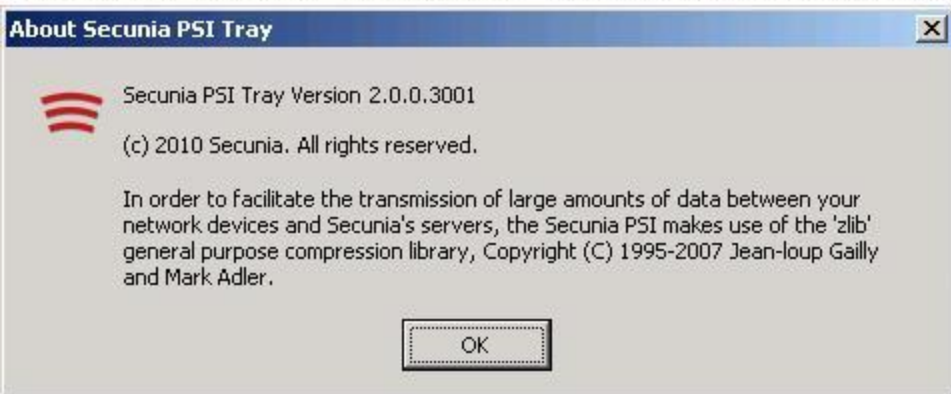 About Secunia PSI Tray
Secunia PSI Tray Version 2.0.0.3001
(c) 2010 Secunia. All rights reserved.
In order to facilitate the transmission of large amounts of data between your
network devices and Secunia's servers, the Secunia PSI makes use of the 'zlib'
general purpose compression library, Copyright (C) 1995-2007 Jean-loup Gailly
and Mark Adler.
OK